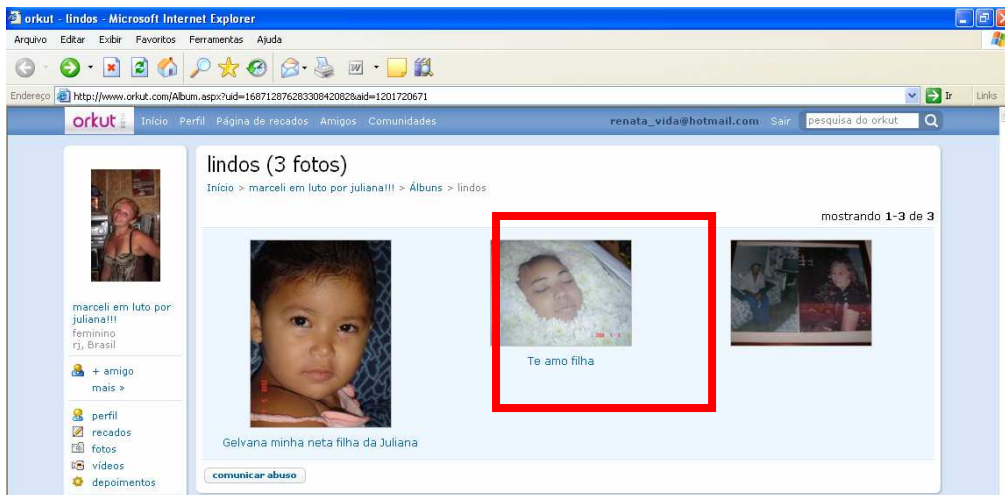 orkut - lindos - Microsoft Internet Explorer
Arquivo Editar Exibir Favoritos Ferramentas Ajuda
Endereço http://www.orkut.com/Album.aspx?uid=16871287628330842082&aid=1201720671 Ir Links
orkut Início Perfil Página de recados Amigos Comunidades renata_vida@hotmail.com Sair pesquisa do orkut
lindos (3 fotos)
Início > marceli em luto por juliana!!! > Álbuns > lindos
mostrando 1-3 de 3
marceli em luto por
juliana!!!
feminino
rj, Brasil
+ amigo
mais »
perfil
recados
fotos
vídeos
depoimentos
Gelvana minha neta filha da Juliana
Te amo filha
comunicar abuso